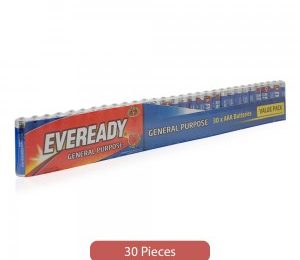 EVEREADY
GENERAL PURPOSE
GENERAL PURPOSE 30 x AAA Batteries
VALUE PACK
30 Pieces